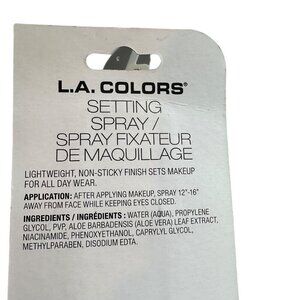 L.A. COLORS®
SETTING
SPRAY /
SPRAY FIXATEUR
DE MAQUILLAGE
LIGHTWEIGHT, NON-STICKY FINISH SETS MAKEUP
FOR ALL DAY WEAR.
APPLICATION: AFTER APPLYING MAKEUP, SPRAY 12"-16"
AWAY FROM FACE WHILE KEEPING EYES CLOSED.
INGREDIENTS / INGRÉDIENTS : WATER (AQUA), PROPYLENE
GLYCOL, PVP, ALOE BARBADENSIS (ALOE VERA) LEAF EXTRACT,
NIACINAMIDE, PHENOXYETHANOL, CAPRYLYL GLYCOL,
METHYLPARABEN, DISODIUM EDTA.